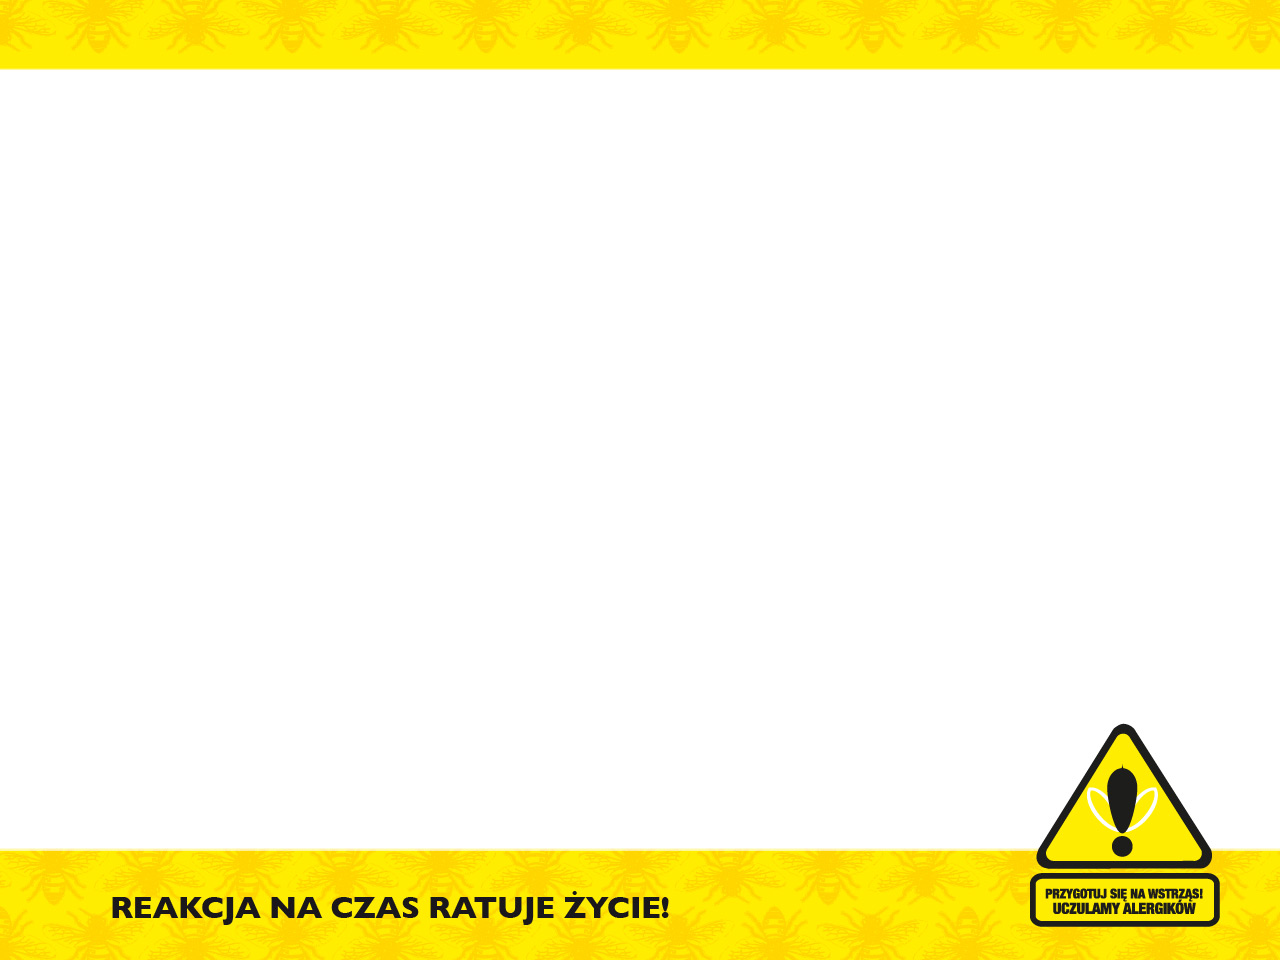 REAKCJA NA CZAS RATUJE ŻYCIE!
PRZYGOTUJ SIĘ NA WSTRZĄS!
UCZULAMY ALERGIKÓW